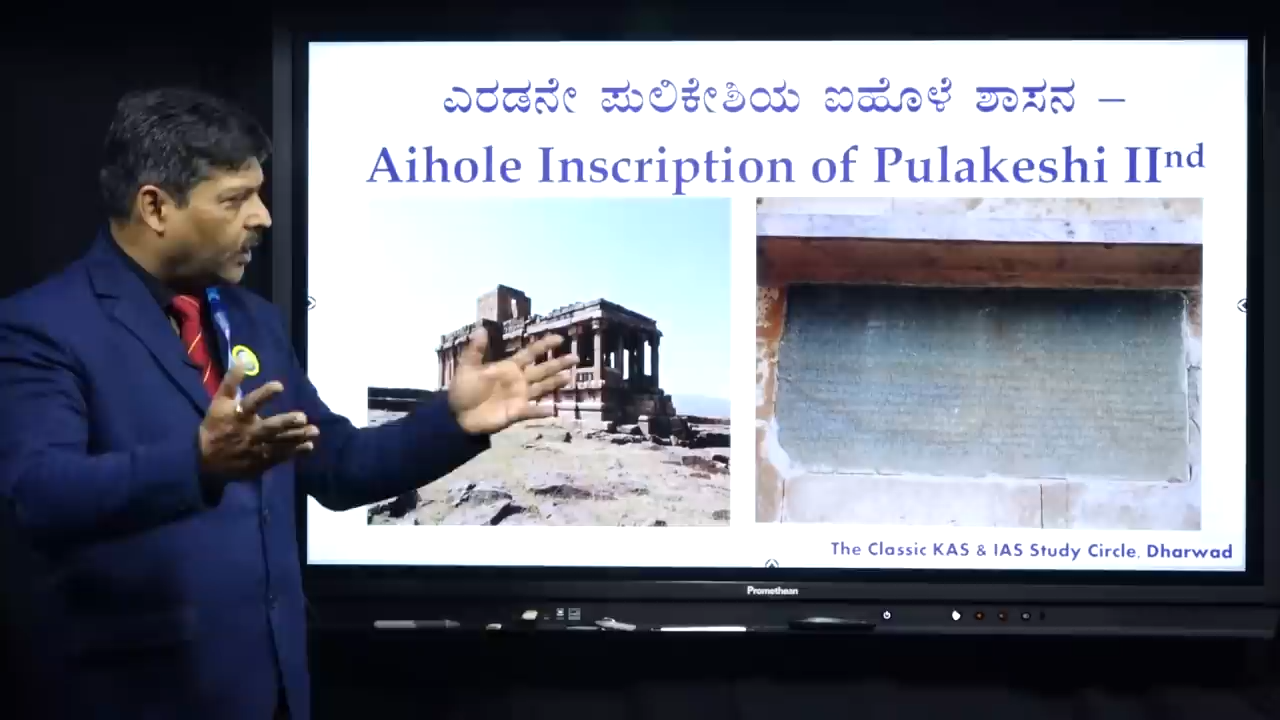 ಎರಡನೇ ಪುಲಿಕೇಶಿಯ ಐಹೊಳೆ ಶಾಸನ –
Aihole Inscription of Pulakeshi IInd
The Classic KAS & IAS Study Circle, Dharwad
Promethean